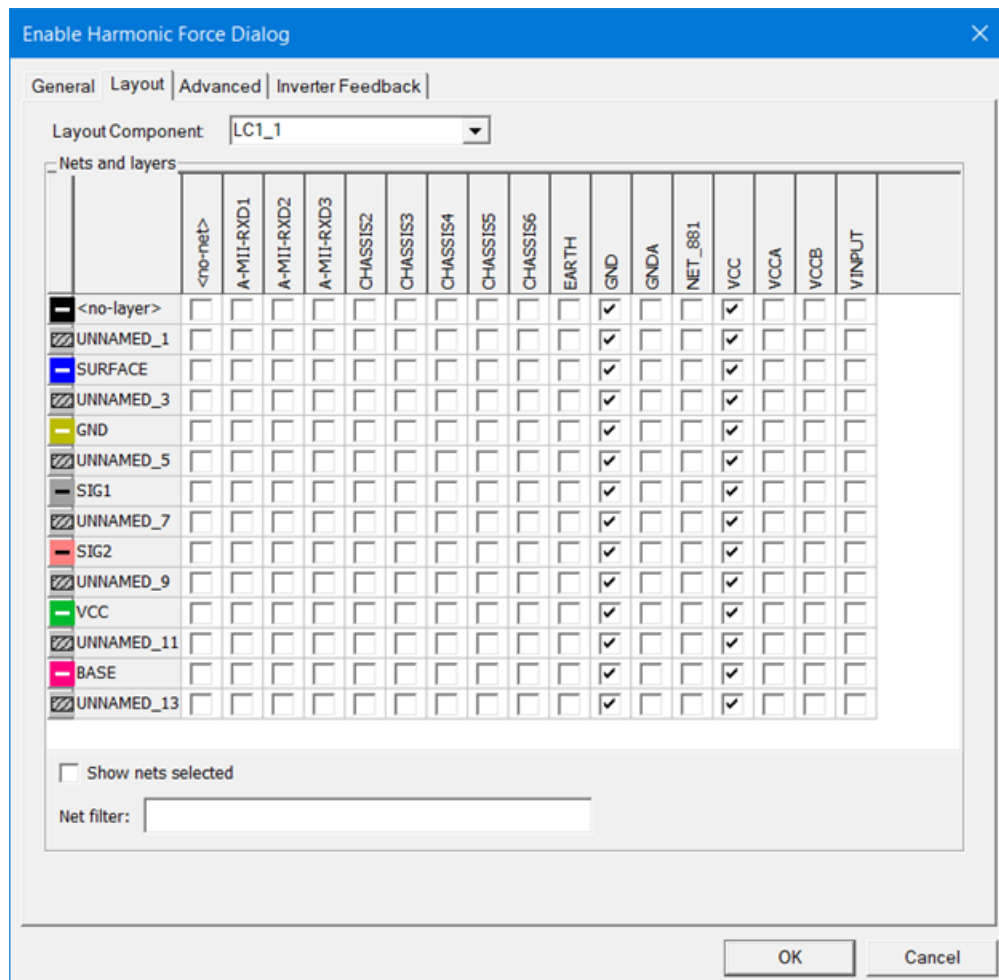 Enable Harmonic Force Dialog
General Layout Advanced Inverter Feedback
Layout Component: LC1_1
Nets and layers
<no-net> A-MII-RXD1 A-MII-RXD2 A-MII-RXD3 CHASSIS2 CHASSIS3 CHASSIS4 CHASSIS5 CHASSIS6 EARTH GND GNDA NET_881 VCC VCCA VCCB VINPUT
<no-layer>
UNNAMED_1
SURFACE
UNNAMED_3
GND
UNNAMED_5
SIG1
UNNAMED_7
SIG2
UNNAMED_9
VCC
UNNAMED_11
BASE
UNNAMED_13
Show nets selected
Net filter:
OK Cancel